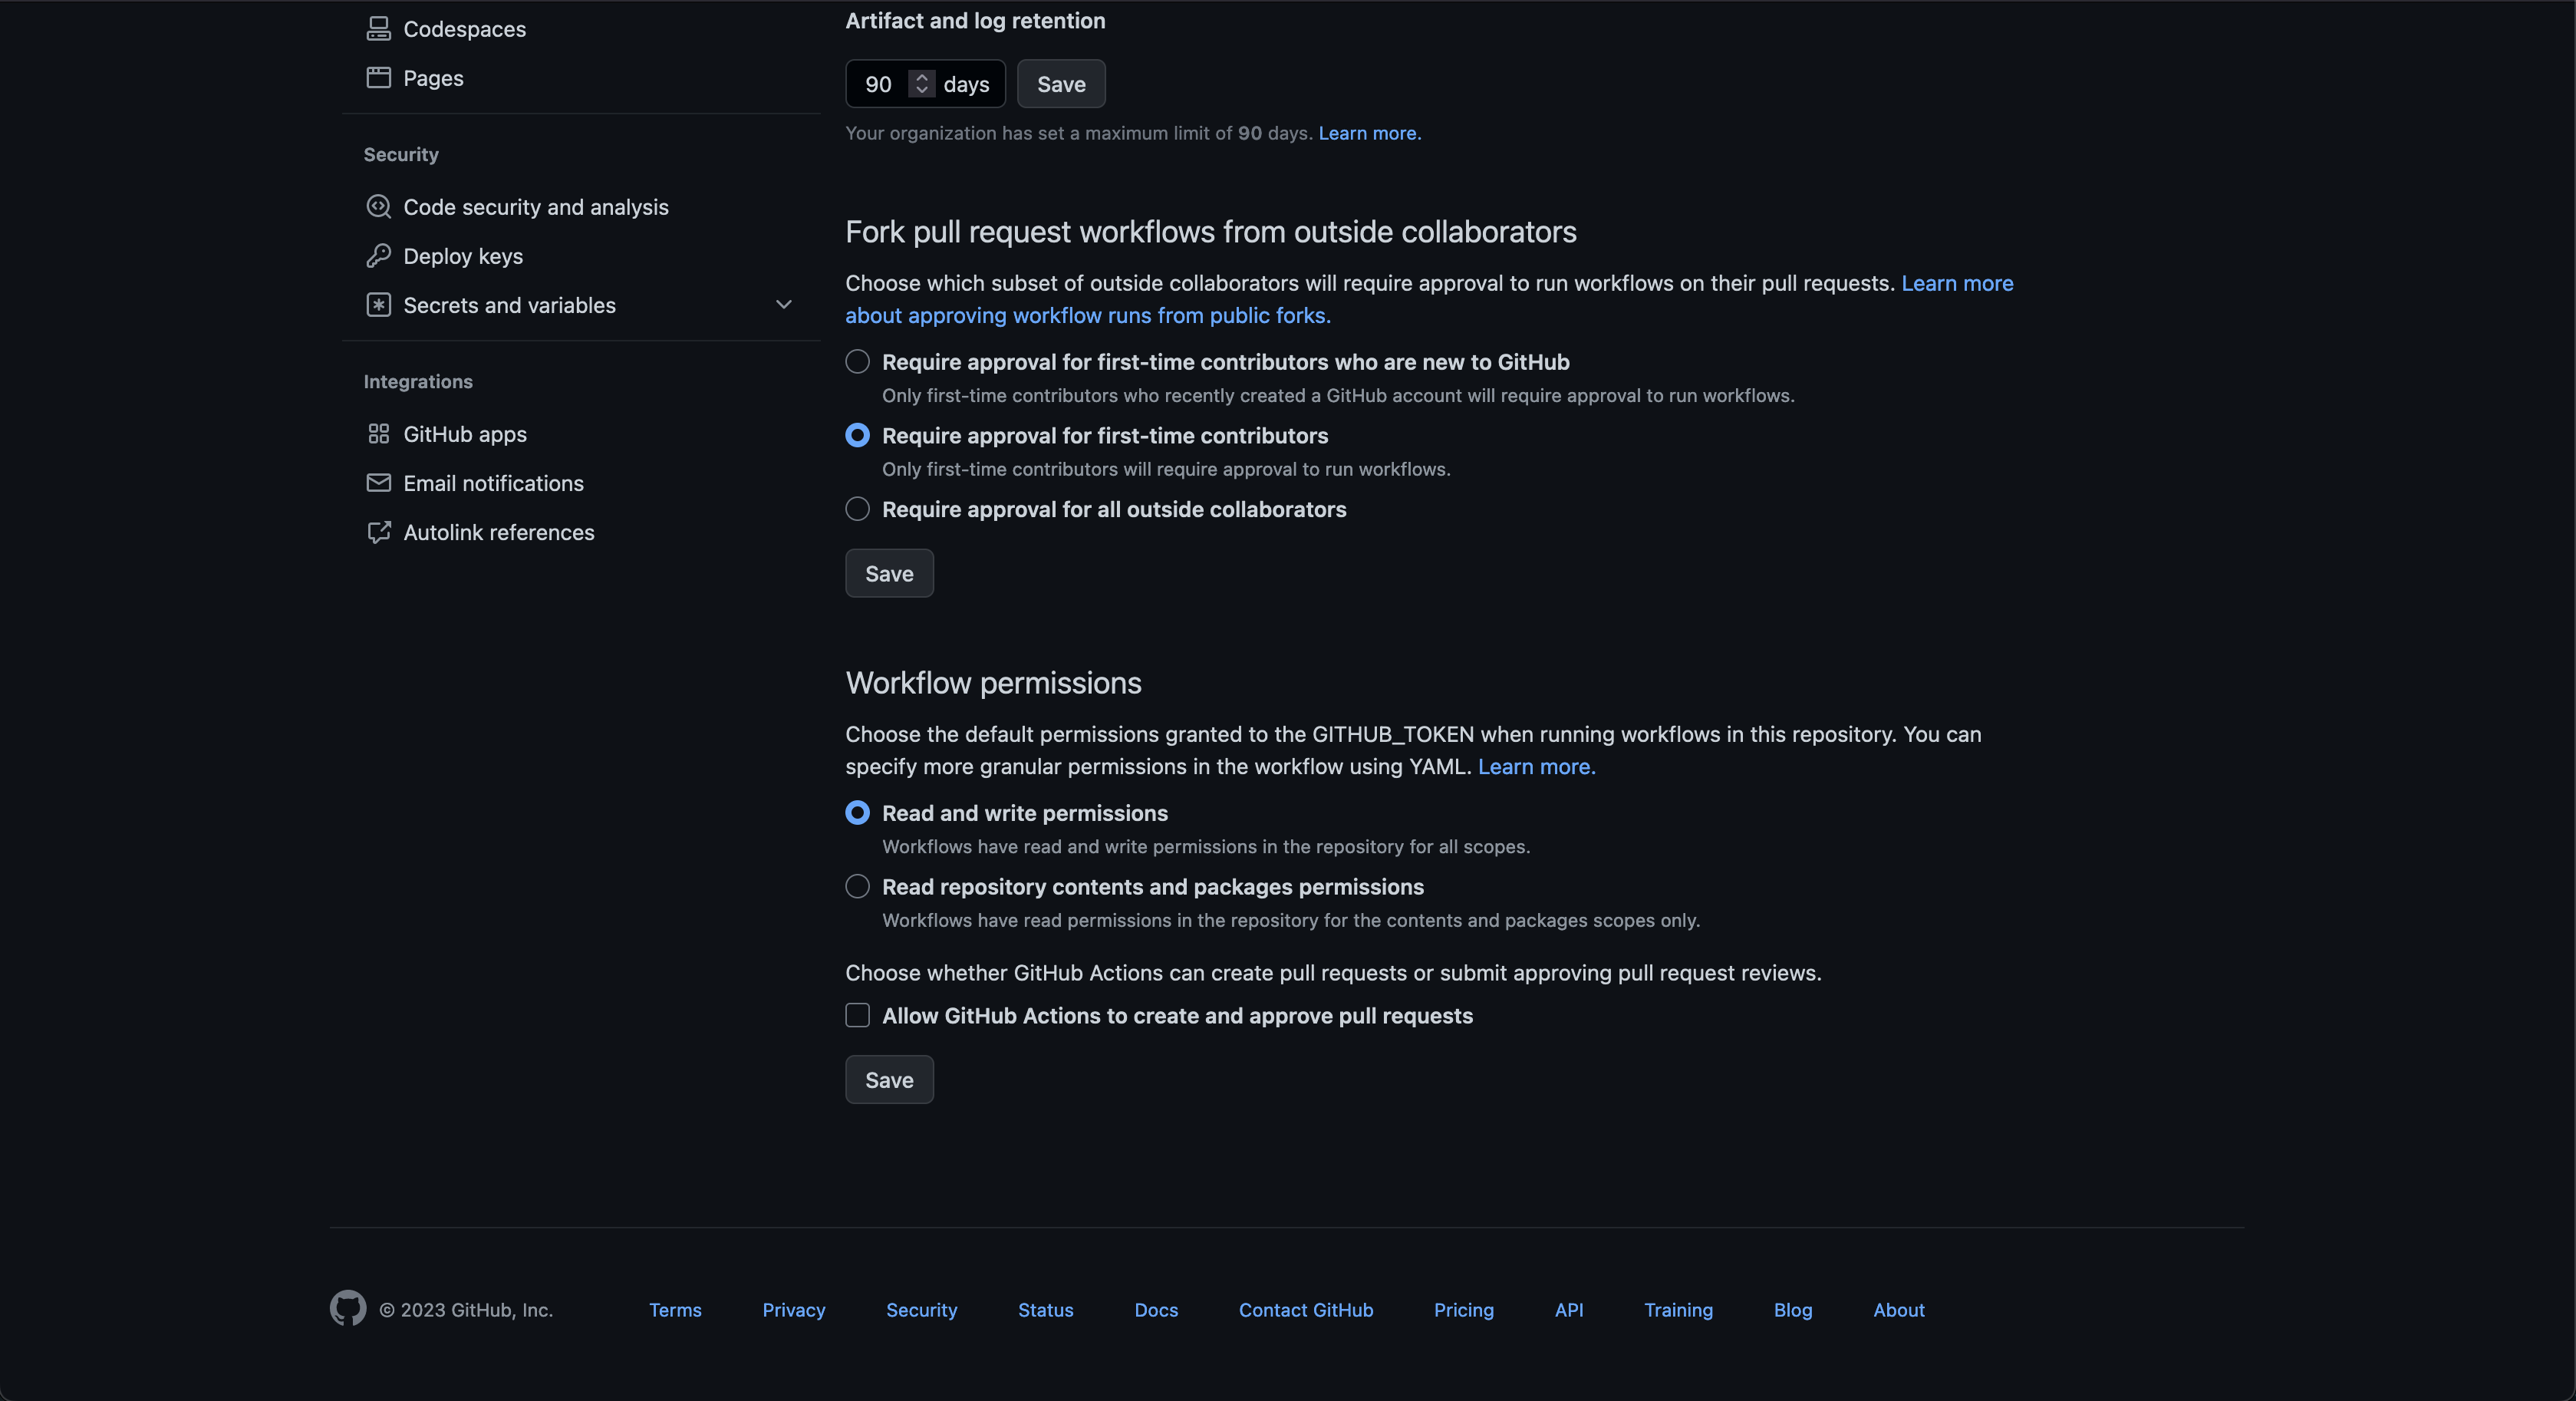 Codespaces
Pages
Security
Code security and analysis
Deploy keys
Secrets and variables
Integrations
GitHub apps
Email notifications
Autolink references
Artifact and log retention
90 days Save
Your organization has set a maximum limit of 90 days. Learn more.
Fork pull request workflows from outside collaborators
Choose which subset of outside collaborators will require approval to run workflows on their pull requests. Learn more
about approving workflow runs from public forks.
Require approval for first-time contributors who are new to GitHub
Only first-time contributors who recently created a GitHub account will require approval to run workflows.
Require approval for first-time contributors
Only first-time contributors will require approval to run workflows.
Require approval for all outside collaborators
Save
Workflow permissions
Choose the default permissions granted to the GITHUB_TOKEN when running workflows in this repository. You can
specify more granular permissions in the workflow using YAML. Learn more.
Read and write permissions
Workflows have read and write permissions in the repository for all scopes.
Read repository contents and packages permissions
Workflows have read permissions in the repository for the contents and packages scopes only.
Choose whether GitHub Actions can create pull requests or submit approving pull request reviews.
Allow GitHub Actions to create and approve pull requests
Save
© 2023 GitHub, Inc. Terms Privacy Security Status Docs Contact GitHub Pricing API Training Blog About